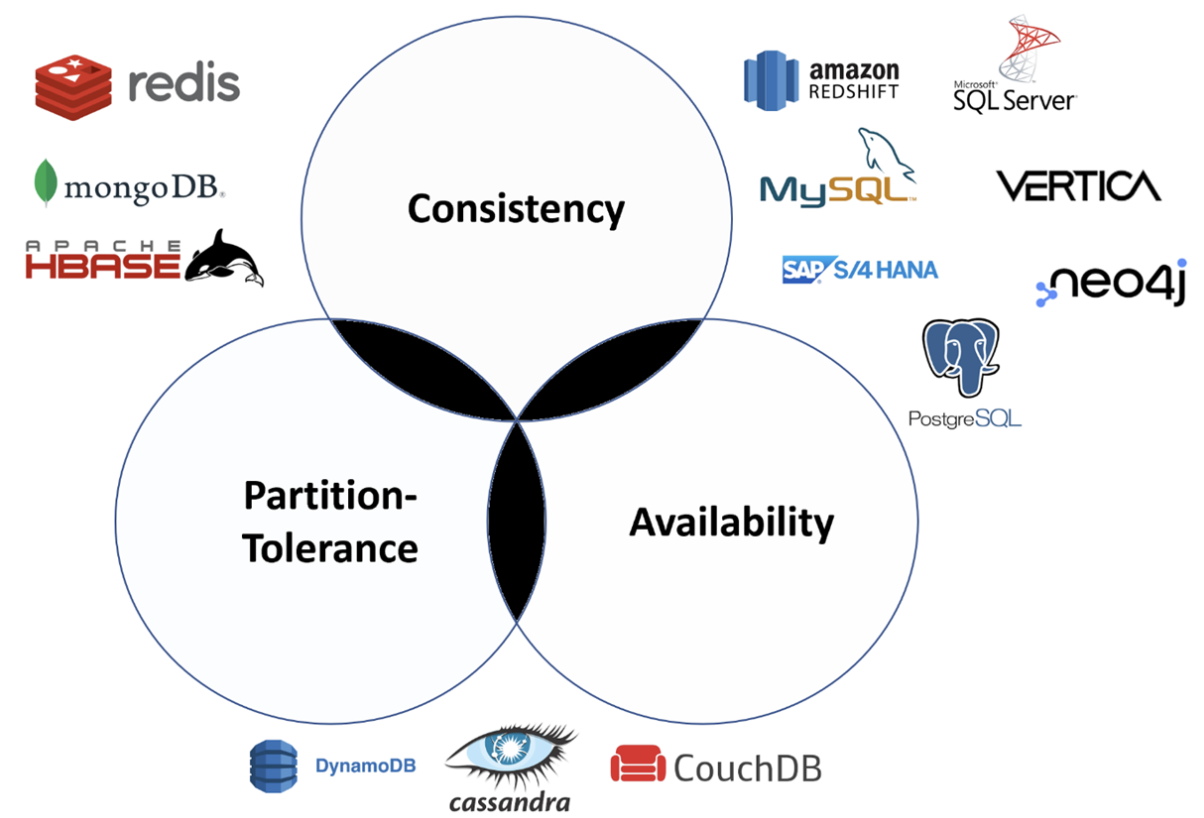 redis
mongoDB®
APACHE
HBASE
Consistency
amazon
REDSHIFT
Microsoft®
SQL Server®
MySQL™
VERTICA
SAP S/4 HANA
neo4j
PostgreSQL
Partition-
Tolerance
Availability
DynamoDB
cassandra
CouchDB